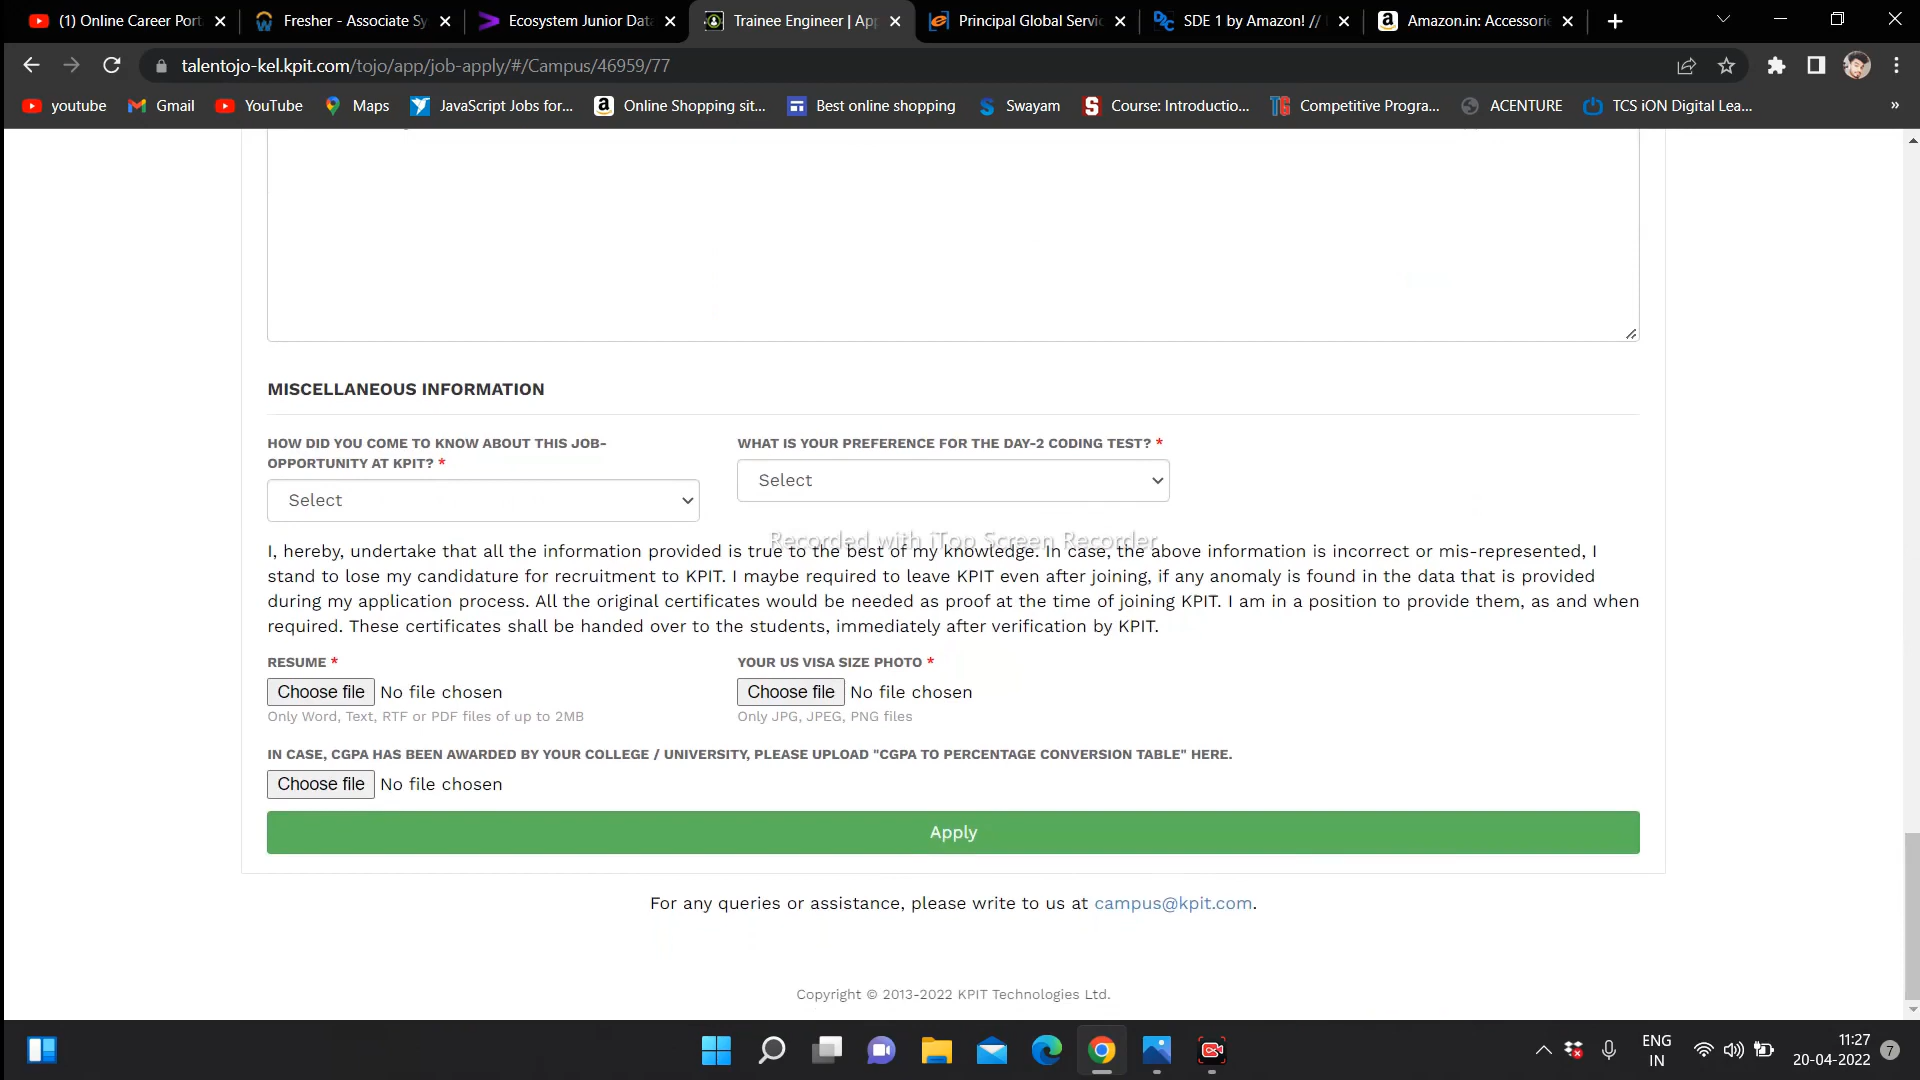 (1) Online Career Port
Fresher - Associate Sy
Ecosystem Junior Data
Trainee Engineer | App
Principal Global Servic
SDE 1 by Amazon! //
Amazon.in: Accessorie
talentojo-kel.kpit.com/tojo/app/job-apply/#/Campus/46959/77
youtube
Gmail
YouTube
Maps
JavaScript Jobs for...
Online Shopping sit...
Best online shopping
Swayam
Course: Introductio...
Competitive Progra...
ACENTURE
TCS iON Digital Lea...
»
MISCELLANEOUS INFORMATION
HOW DID YOU COME TO KNOW ABOUT THIS JOB-
OPPORTUNITY AT KPIT? *
Select
WHAT IS YOUR PREFERENCE FOR THE DAY-2 CODING TEST? *
Select
Recorded with iTop Screen Recorder
I, hereby, undertake that all the information provided is true to the best of my knowledge. In case, the above information is incorrect or mis-represented, I
stand to lose my candidature for recruitment to KPIT. I maybe required to leave KPIT even after joining, if any anomaly is found in the data that is provided
during my application process. All the original certificates would be needed as proof at the time of joining KPIT. I am in a position to provide them, as and when
required. These certificates shall be handed over to the students, immediately after verification by KPIT.
RESUME *
Choose file No file chosen
Only Word, Text, RTF or PDF files of up to 2MB
YOUR US VISA SIZE PHOTO *
Choose file No file chosen
Only JPG, JPEG, PNG files
IN CASE, CGPA HAS BEEN AWARDED BY YOUR COLLEGE / UNIVERSITY, PLEASE UPLOAD "CGPA TO PERCENTAGE CONVERSION TABLE" HERE.
Choose file No file chosen
Apply
For any queries or assistance, please write to us at campus@kpit.com.
Copyright © 2013-2022 KPIT Technologies Ltd.
ENG
IN
11:27
20-04-2022
7